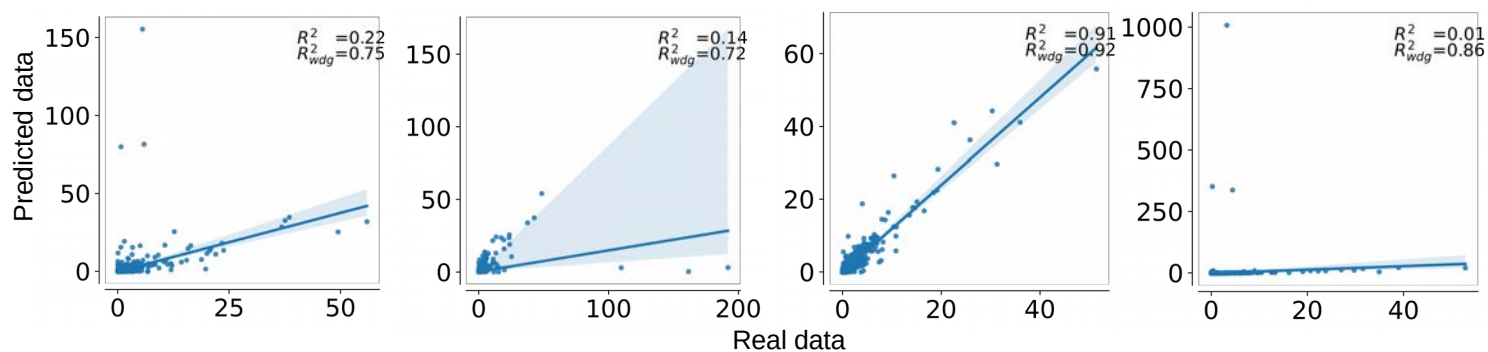 Predicted data
150
100
50
0
0 25 50
R² =0.22
R²wdg=0.75
150
100
50
0
0 100 200
R² =0.14
R²wdg=0.72
60
40
20
0
0 20 40
R² =0.91
R²wdg=0.92
1000
750
500
250
0
0 20 40
R² =0.01
R²wdg=0.86
Real data